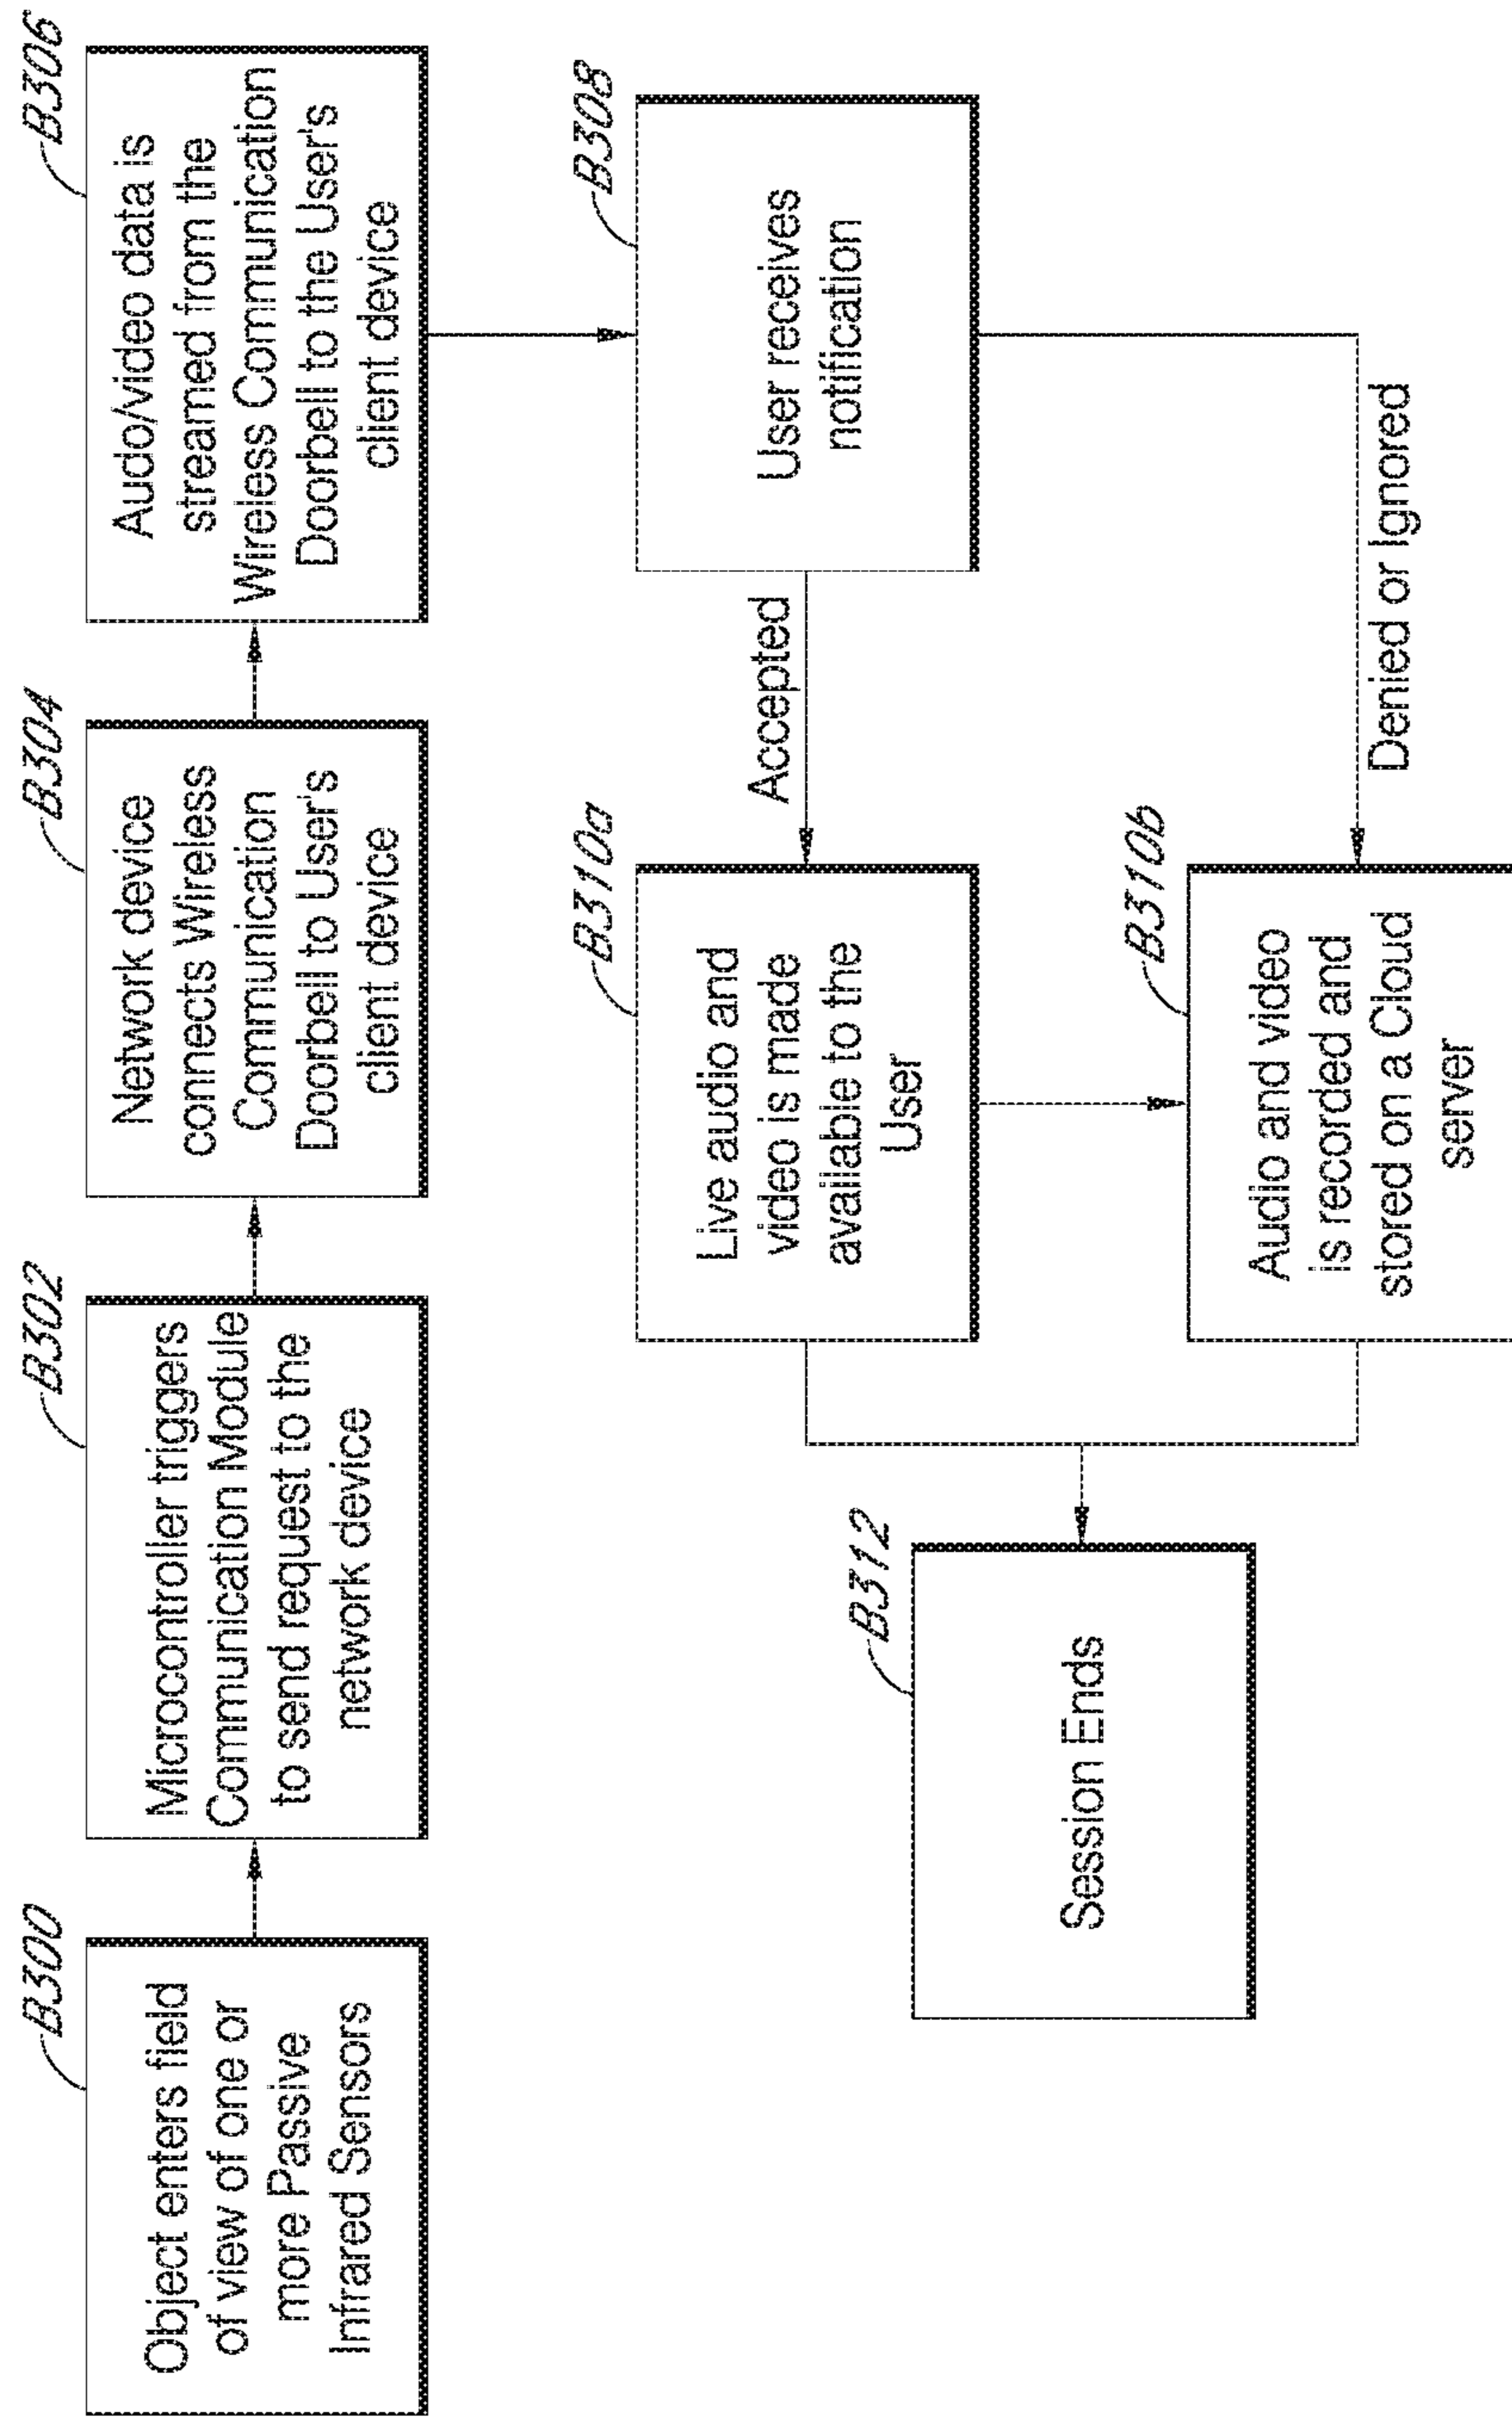 B300
Object enters field
of view of one or
more Passive
Infrared Sensors
B302
Microcontroller triggers
Communication Module
to send request to the
network device
B304
Network device
connects Wireless
Communication
Doorbell to User's
client device
B306
Audo/video data is
streamed from the
Wireless Communication
Doorbell to the User's
client device
B308
User receives
notification
Accepted
Denied or Ignored
B310a
Live audio and
video is made
available to the
User
B310b
Audio and video
is recorded and
stored on a Cloud
server
B312
Session Ends